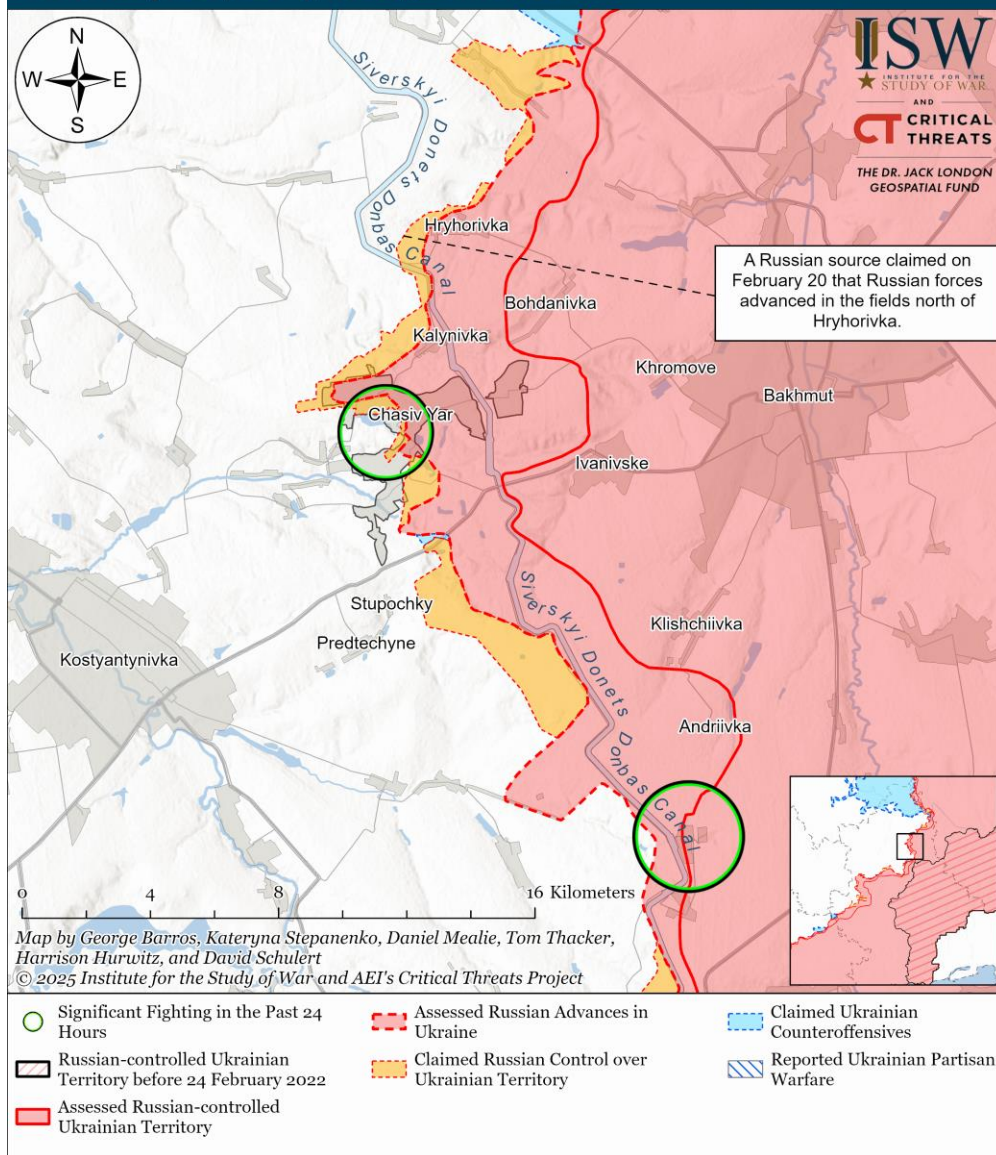 N
W E
S
ISW
INSTITUTE FOR THE
STUDY OF WAR
AND
CT CRITICAL
THREATS
THE DR. JACK LONDON
GEOSPATIAL FUND
Siverskyi Donets Donbas Canal
Hryhorivka
A Russian source claimed on
February 20 that Russian forces
advanced in the fields north of
Hryhorivka.
Bohdanivka
Kalynivka
Khromove
Bakhmut
Chasiv Yar
Ivanivske
Siverskyi Donets Donbas Canal
Stupochky
Klishchiivka
Predtechyne
Kostyantynivka
Andriivka
0 4 8 16 Kilometers
Map by George Barros, Kateryna Stepanenko, Daniel Mealie, Tom Thacker,
Harrison Hurwitz, and David Schulert
© 2025 Institute for the Study of War and AEI's Critical Threats Project
Significant Fighting in the Past 24
Hours
Russian-controlled Ukrainian
Territory before 24 February 2022
Assessed Russian-controlled
Ukrainian Territory
Assessed Russian Advances in
Ukraine
Claimed Russian Control over
Ukrainian Territory
Claimed Ukrainian
Counteroffensives
Reported Ukrainian Partisan
Warfare